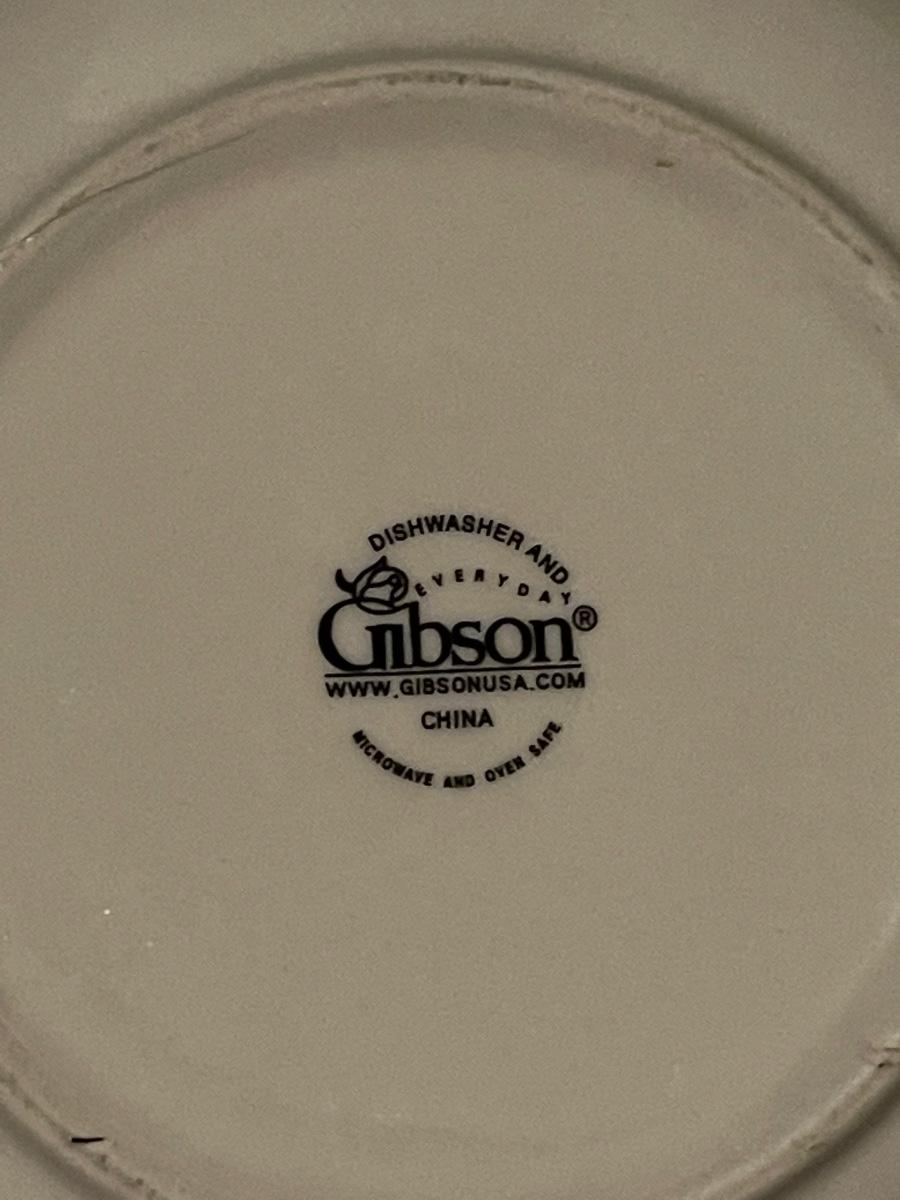 DISHWASHER AND
EVERYDAY
Gibson®
WWW.GIBSONUSA.COM
CHINA
MICROWAVE AND OVEN SAFE